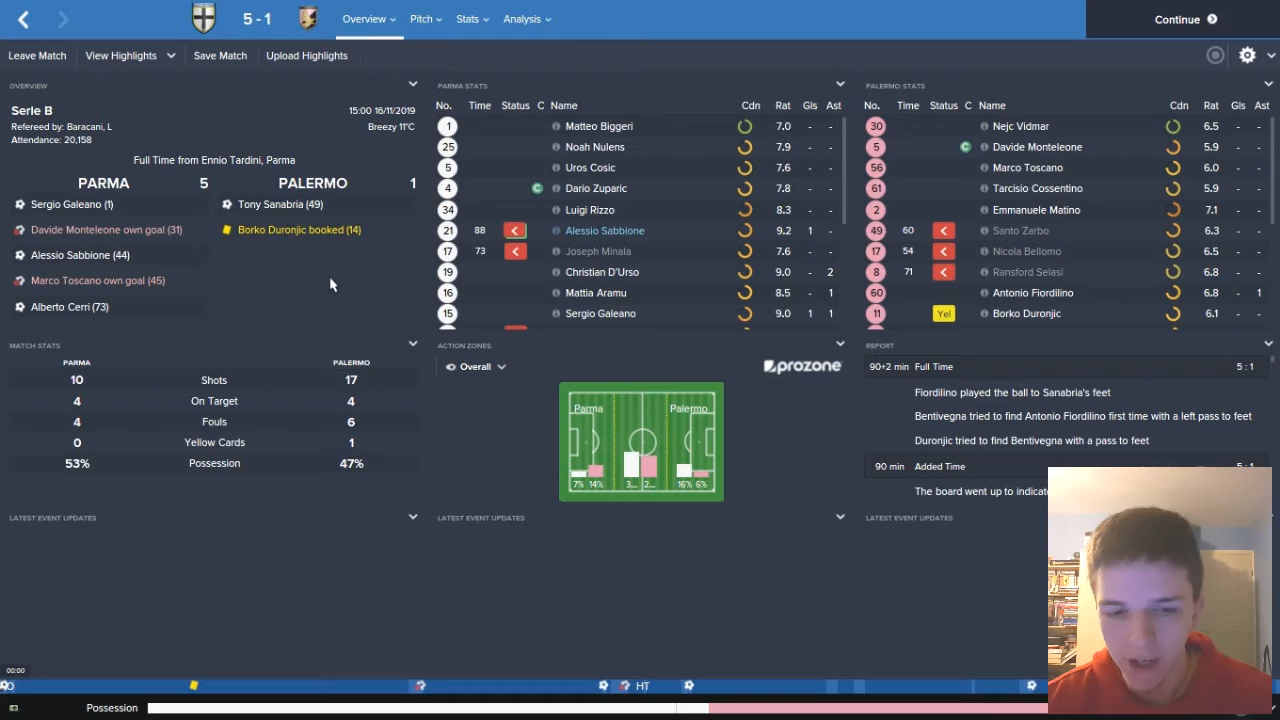 5 - 1
Overview
Pitch
Stats
Analysis
Continue
Leave Match
View Highlights
Save Match
Upload Highlights
OVERVIEW
Serie B
15:00 16/11/2019
Refereed by: Baracani, L
Breezy 11°C
Attendance: 20,158
Full Time from Ennio Tardini, Parma
PARMA 5 PALERMO 1
Sergio Galeano (1)
Tony Sanabria (49)
Davide Monteleone own goal (31)
Borko Duronjic booked (14)
Alessio Sabbione (44)
Marco Toscano own goal (45)
Alberto Cerri (73)
PARMA STATS
No. Time Status C Name Cdn Rat Gls Ast
1 Matteo Biggeri 7.0 - -
25 Noah Nulens 7.9 - -
5 Uros Cosic 7.6 - -
4 C Dario Zuparic 7.8 - -
34 Luigi Rizzo 8.3 - -
21 88 Alessio Sabbione 9.2 1 -
17 73 Joseph Minala 7.6 - -
19 Christian D'Urso 9.0 - 2
16 Mattia Aramu 8.5 - 1
15 Sergio Galeano 9.0 1 1
PALERMO STATS
No. Time Status C Name Cdn Rat Gls Ast
30 Nejc Vidmar 6.5 - -
5 C Davide Monteleone 5.9 - -
56 Marco Toscano 6.0 - -
61 Tarcisio Cossentino 5.9 - -
2 Emmanuele Matino 7.1 - -
49 60 Santo Zarbo 6.3 - -
17 54 Nicola Bellomo 6.5 - -
8 71 Ransford Selasi 6.8 - -
60 Antonio Fiordilino 6.8 - 1
11 Yel Borko Duronjic 6.1 - -
MATCH STATS
PARMA PALERMO
10 Shots 17
4 On Target 4
4 Fouls 6
0 Yellow Cards 1
53% Possession 47%
ACTION ZONES
Overall
prozone
Parma Palermo
7% 14% 3... 2... 16% 6%
REPORT
90+2 min Full Time 5 : 1
Fiordilino played the ball to Sanabria's feet
Bentivegna tried to find Antonio Fiordilino first time with a left pass to feet
Duronjic tried to find Bentivegna with a pass to feet
90 min Added Time 5 : 1
The board went up to indicat
LATEST EVENT UPDATES
LATEST EVENT UPDATES
LATEST EVENT UPDATES
00:00
HT
Possession